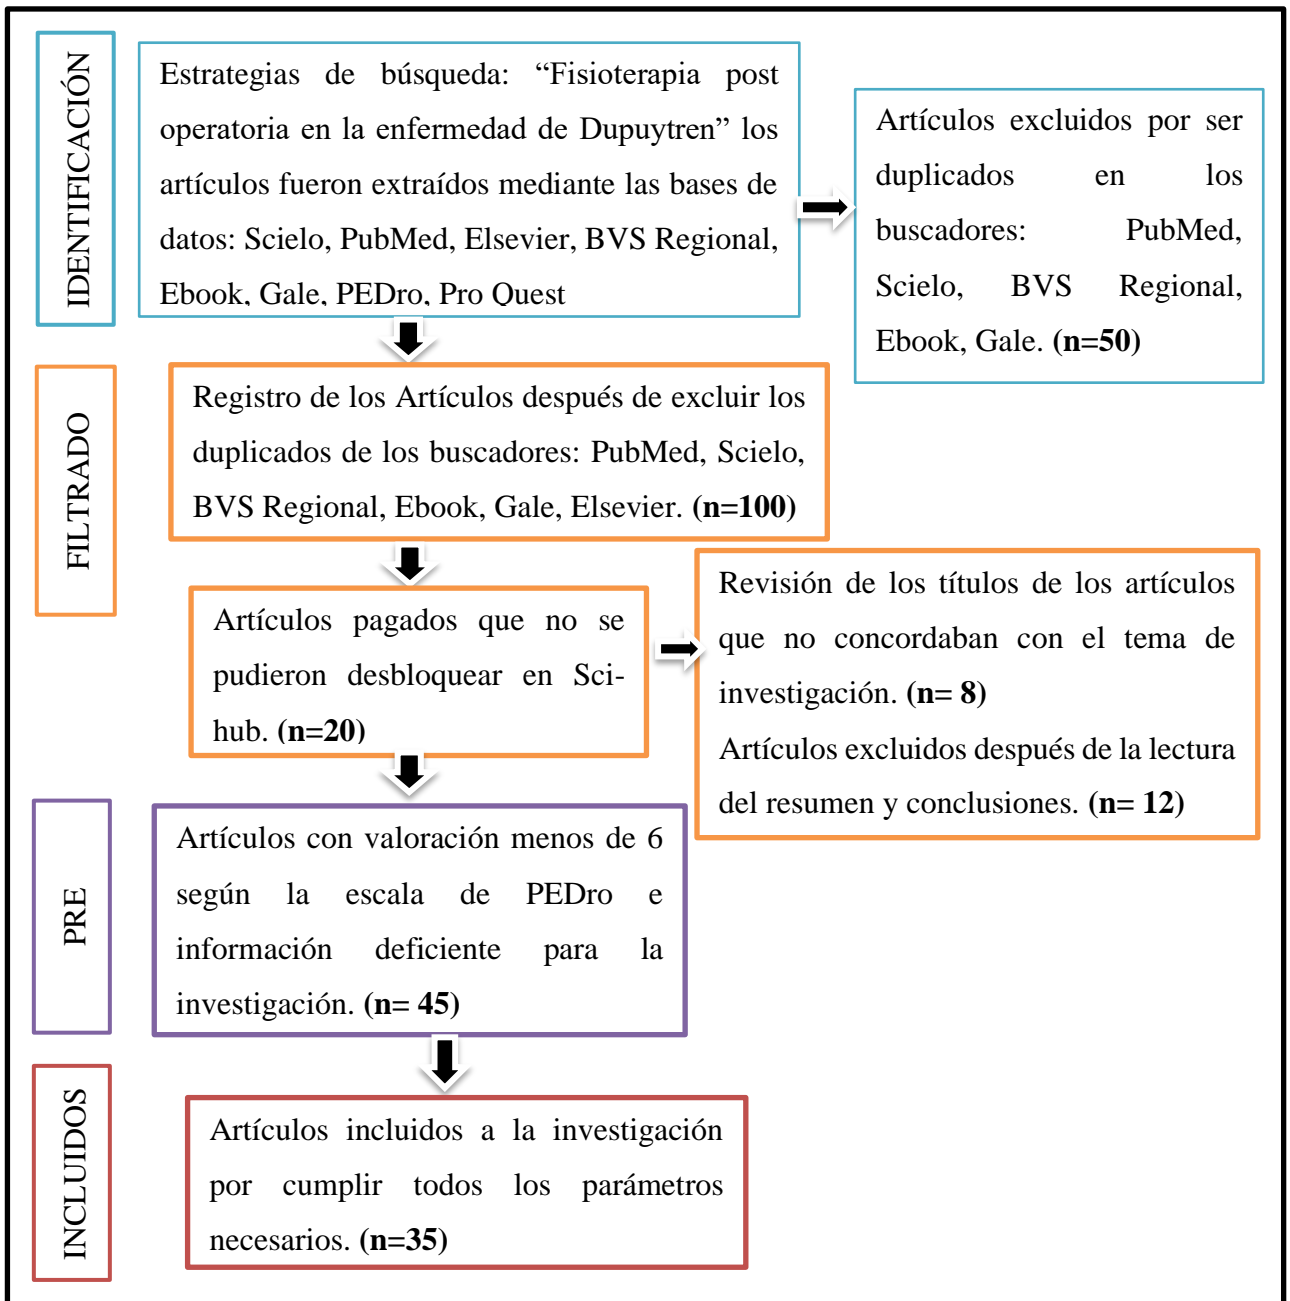 IDENTIFICACIÓN
Estrategias de búsqueda: “Fisioterapia post
operatoria en la enfermedad de Dupuytren” los
artículos fueron extraídos mediante las bases de
datos: Scielo, PubMed, Elsevier, BVS Regional,
Ebook, Gale, PEDro, Pro Quest
Artículos excluidos por ser
duplicados en los
buscadores: PubMed,
Scielo, BVS Regional,
Ebook, Gale. (n=50)
FILTRADO
Registro de los Artículos después de excluir los
duplicados de los buscadores: PubMed, Scielo,
BVS Regional, Ebook, Gale, Elsevier. (n=100)
Artículos pagados que no se
pudieron desbloquear en Sci-
hub. (n=20)
Revisión de los títulos de los artículos
que no concordaban con el tema de
investigación. (n= 8)
Artículos excluidos después de la lectura
del resumen y conclusiones. (n= 12)
PRE
Artículos con valoración menos de 6
según la escala de PEDro e
información deficiente para la
investigación. (n= 45)
INCLUIDOS
Artículos incluidos a la investigación
por cumplir todos los parámetros
necesarios. (n=35)